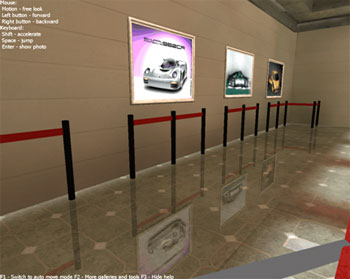 Mouse:
Motion - free look
Left button - forward
Right button - backward
Keyboard:
Shift - accelerate
Space - jump
Enter - show photo
F1 - Switch to auto move mode F2 - More galleries and tools F3 - Hide help